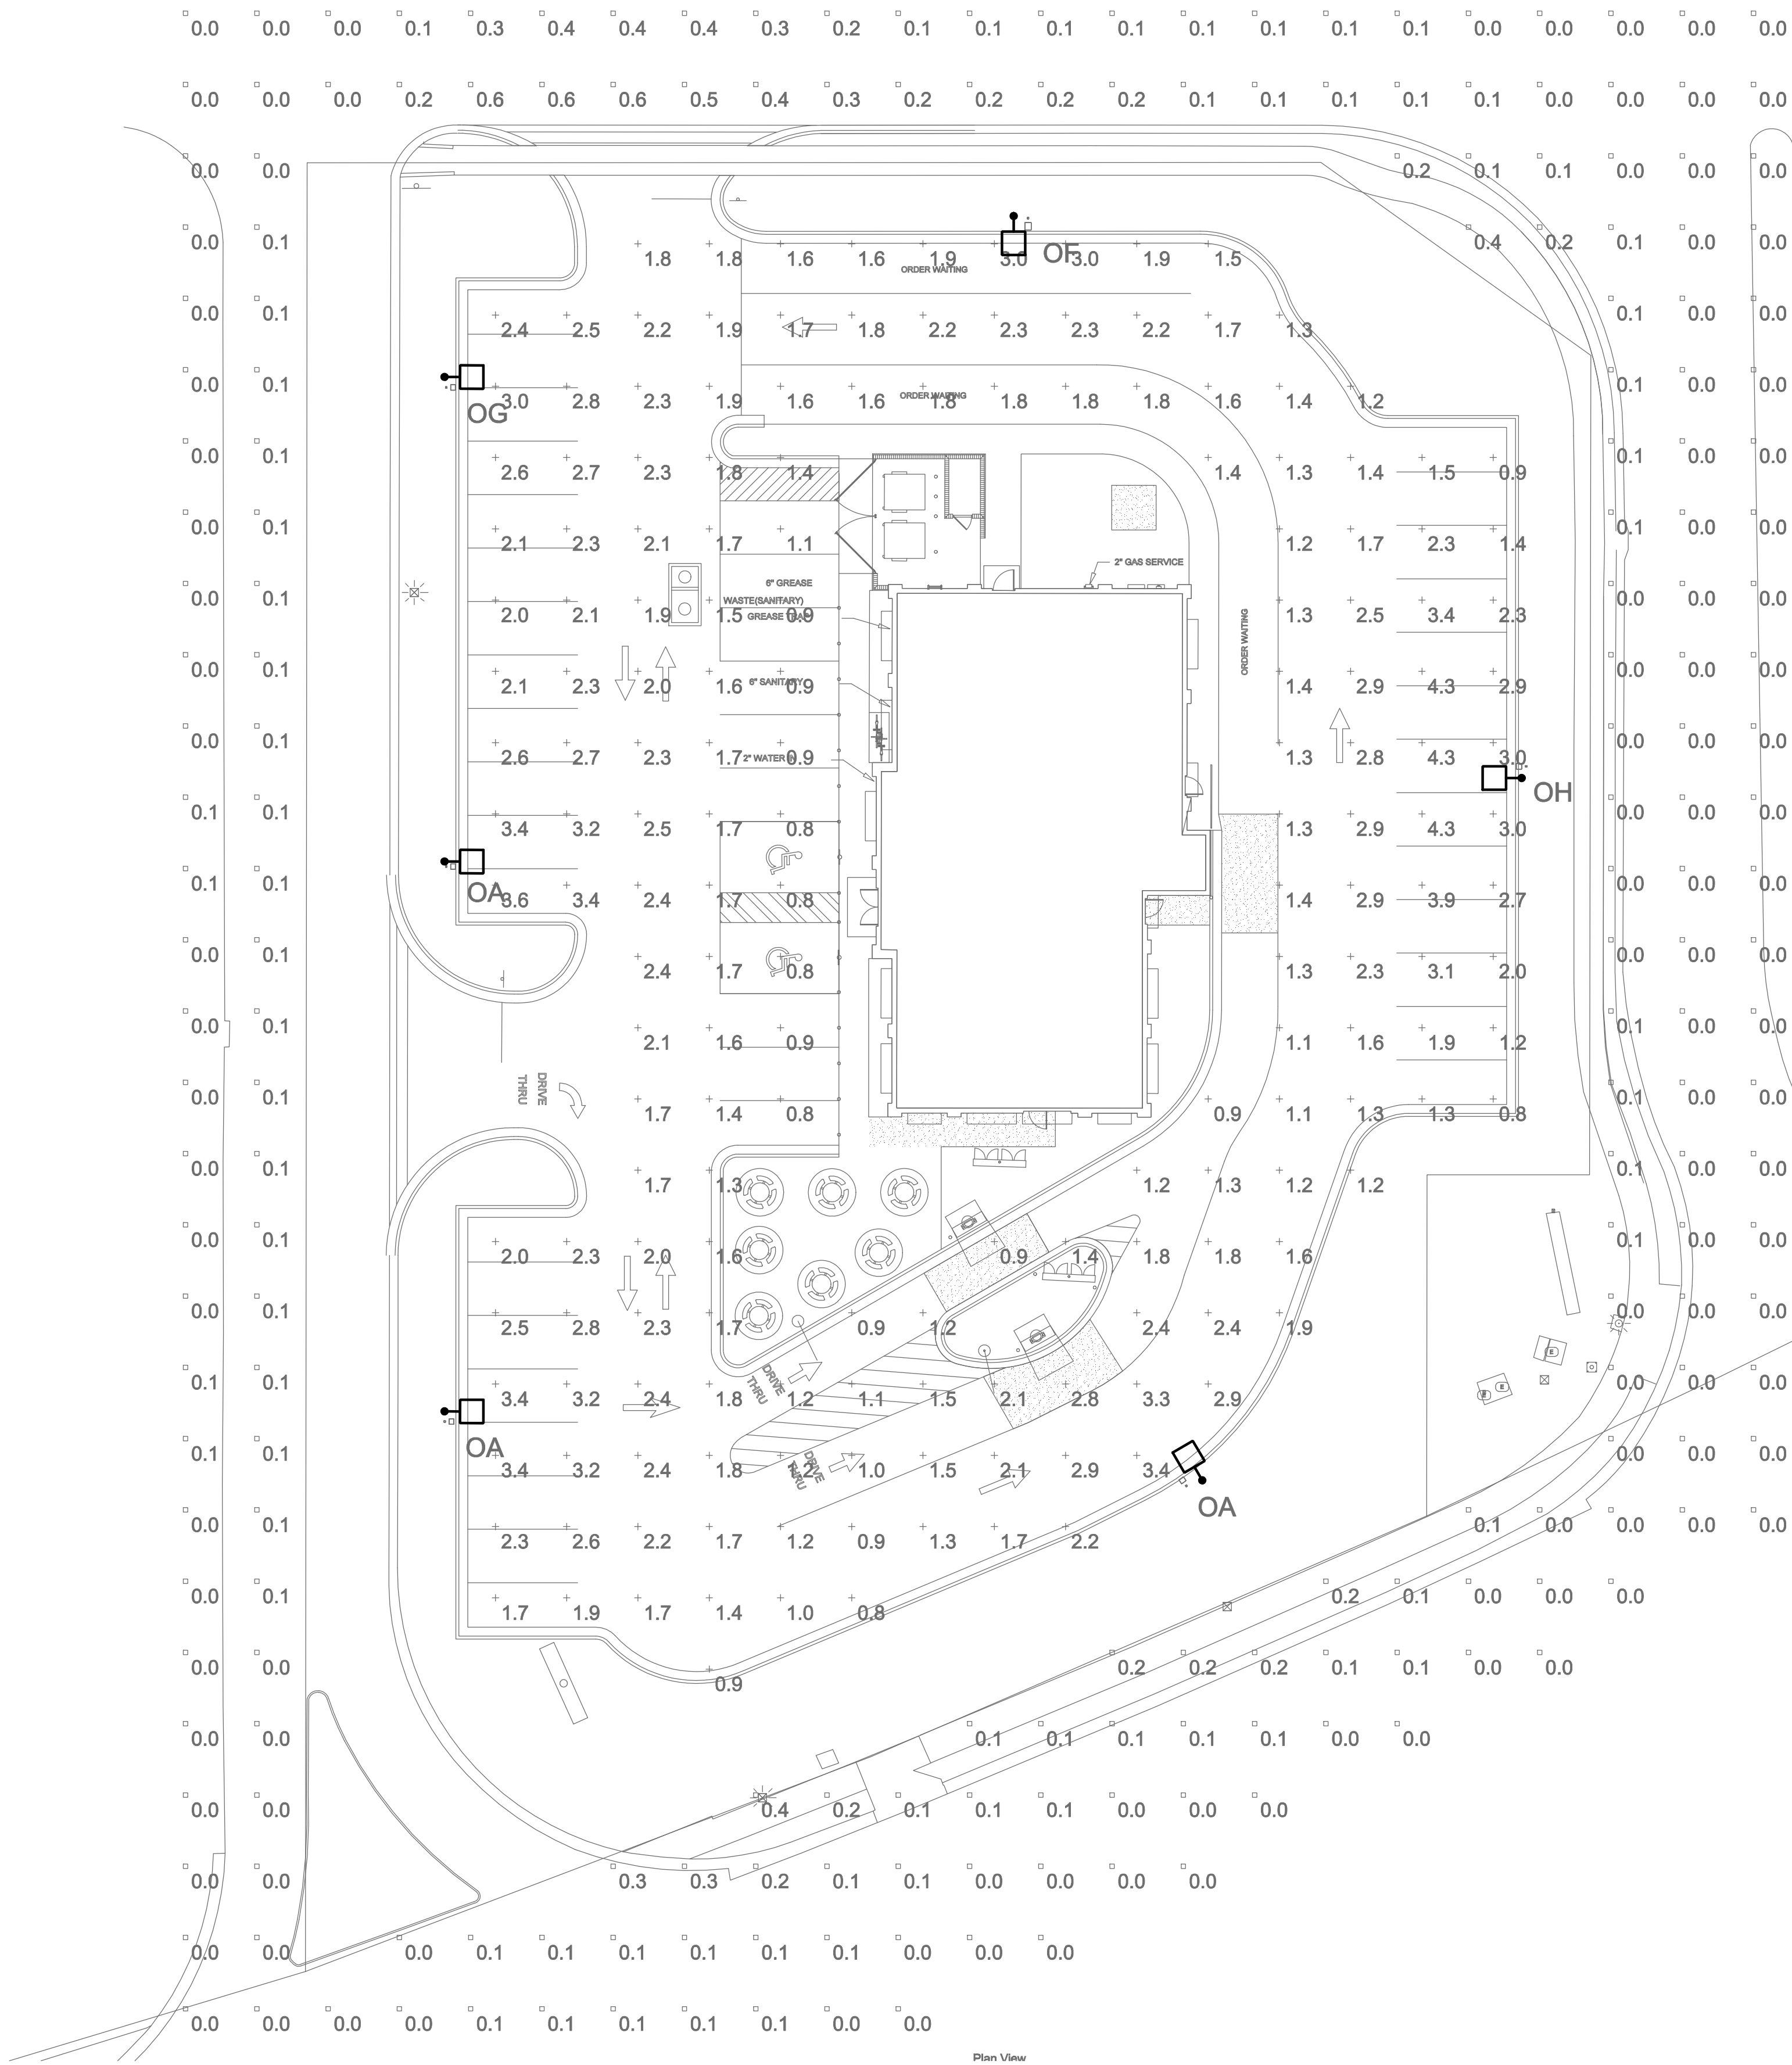 0.0 0.0 0.0 0.1 0.3 0.4 0.4 0.4 0.3 0.2 0.1 0.1 0.1 0.1 0.1 0.1 0.1 0.1 0.0 0.0 0.0 0.0 0.0
0.0 0.0 0.0 0.2 0.6 0.6 0.6 0.5 0.4 0.3 0.2 0.2 0.2 0.2 0.1 0.1 0.1 0.1 0.1 0.0 0.0 0.0 0.0
0.0 0.0 0.2 0.1 0.1 0.0 0.0 0.0
0.0 0.1 1.8 1.8 1.6 1.6 1.9 3.0 OF 3.0 1.9 1.5 0.4 0.2 0.1 0.0 0.0
ORDER WAITING
0.0 0.1 2.4 2.5 2.2 1.9 1.7 1.8 2.2 2.3 2.3 2.2 1.7 1.3 0.1 0.0 0.0
0.0 0.1 3.0 2.8 2.3 1.9 1.6 1.6 1.8 1.8 1.8 1.8 1.6 1.4 1.2 0.1 0.0 0.0
ORDER WAITING
OG
0.0 0.1 2.6 2.7 2.3 1.8 1.4 1.4 1.3 1.4 1.5 0.9 0.1 0.0 0.0
0.0 0.1 2.1 2.3 2.1 1.7 1.1 1.2 1.7 2.3 1.4 0.1 0.0 0.0
2" GAS SERVICE
6" GREASE
WASTE(SANITARY)
GREASE TRAP
0.0 0.1 2.0 2.1 1.9 1.5 0.9 1.3 2.5 3.4 2.3 0.0 0.0 0.0
ORDER WAITING
6" SANITARY
0.0 0.1 2.1 2.3 2.0 1.6 0.9 1.4 2.9 4.3 2.9 0.0 0.0 0.0
2" WATER IN
0.0 0.1 2.6 2.7 2.3 1.7 0.9 1.3 2.8 4.3 3.0 0.0 0.0 0.0
OH
0.1 0.1 3.4 3.2 2.5 1.7 0.8 1.3 2.9 4.3 3.0 0.0 0.0 0.0
OA
0.1 0.1 3.6 3.4 2.4 1.7 0.8 1.4 2.9 3.9 2.7 0.0 0.0 0.0
0.0 0.1 2.4 1.7 0.8 1.3 2.3 3.1 2.0 0.0 0.0 0.0
0.0 0.1 2.1 1.6 0.9 1.1 1.6 1.9 1.2 0.1 0.0 0.0
DRIVE
THRU
0.0 0.1 1.7 1.4 0.8 0.9 1.1 1.3 1.3 0.8 0.1 0.0 0.0
0.0 0.1 1.7 1.3 1.2 1.3 1.2 1.2 0.1 0.0 0.0
0.0 0.1 2.0 2.3 2.0 1.6 0.9 1.4 1.8 1.8 1.6 0.1 0.0 0.0
0.0 0.1 2.5 2.8 2.3 1.7 0.9 1.2 2.4 2.4 1.9 0.0 0.0 0.0
E
DRIVE
THRU
0.1 0.1 3.4 3.2 2.4 1.8 1.2 1.1 1.5 2.1 2.8 3.3 2.9 0.0 0.0 0.0
OA
0.1 0.1 3.4 3.2 2.4 1.8 1.2 1.0 1.5 2.1 2.9 3.4 0.0 0.0 0.0
DRIVE
THRU
OA
0.0 0.1 2.3 2.6 2.2 1.7 1.2 0.9 1.3 1.7 2.2 0.1 0.0 0.0 0.0 0.0
0.0 0.1 1.7 1.9 1.7 1.4 1.0 0.8 0.2 0.1 0.0 0.0 0.0
0.0 0.0 0.9 0.2 0.2 0.2 0.1 0.1 0.0 0.0
0.0 0.0 0.1 0.1 0.1 0.1 0.1 0.0 0.0
0.0 0.0 0.4 0.2 0.1 0.1 0.1 0.0 0.0 0.0
0.0 0.0 0.3 0.3 0.2 0.1 0.1 0.0 0.0 0.0 0.0
0.0 0.0 0.0 0.1 0.1 0.1 0.1 0.1 0.1 0.0 0.0 0.0
0.0 0.0 0.0 0.0 0.1 0.1 0.1 0.1 0.1 0.0 0.0
Plan View